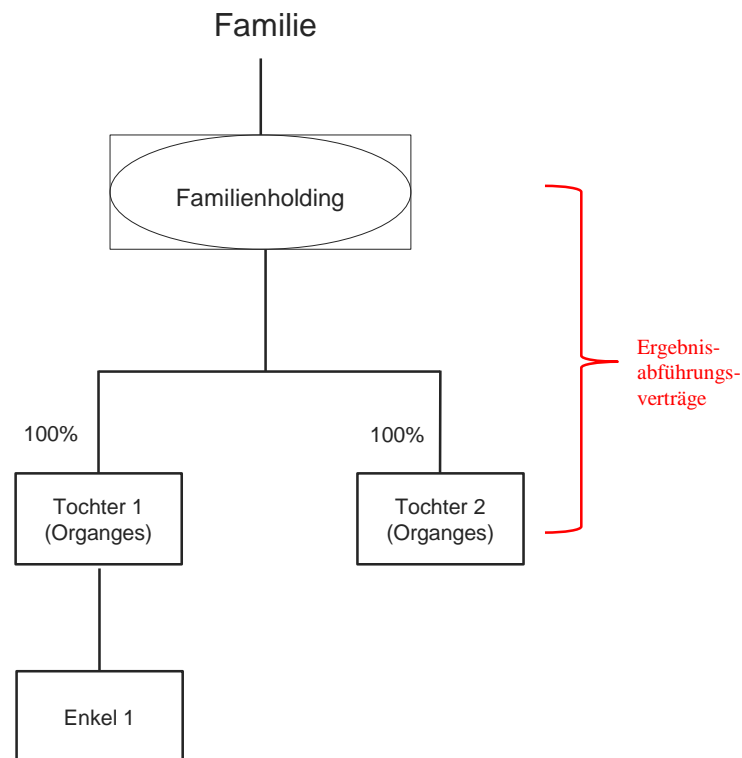 Familie
Familienholding
Ergebnis-
abführungs-
verträge
100%
100%
Tochter 1
(Organges)
Tochter 2
(Organges)
Enkel 1